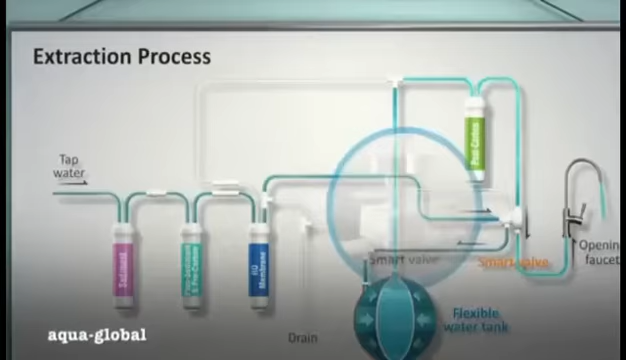 Extraction Process
Tap
water
Sediment
Post-Carbon
RO
Membrane
Smart valve
Smart valve
Opening
faucet
Flexible
water tank
Drain
aqua-global